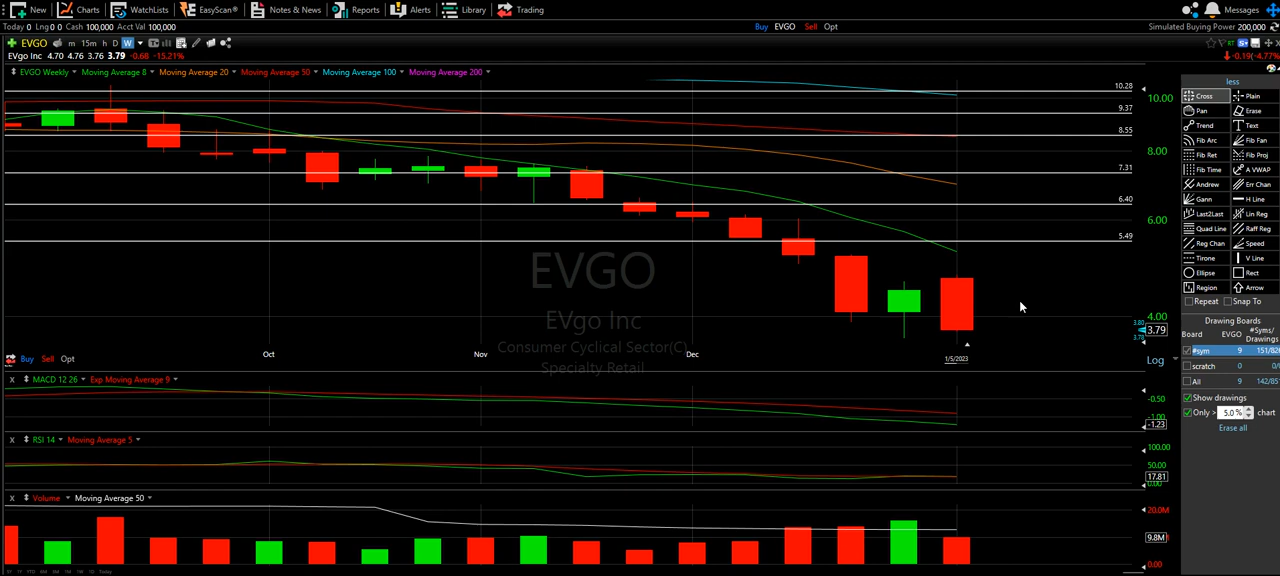 New Charts WatchLists EasyScan® Notes & News Reports Alerts Library Trading Messages
Today 0 Lng 0 0 Cash 100,000 Acct Val 100,000 Buy EVGO Sell Opt Simulated Buying Power 200,000
EVGO m 15m h D W
EVgo Inc 4.70 4.76 3.76 3.79 -0.68 -15.21% -0.19(-4.77%)
EVGO Weekly Moving Average 8 Moving Average 20 Moving Average 50 Moving Average 100 Moving Average 200
less
10.28
10.00
9.37
8.55
8.00
7.31
6.40
6.00
5.49
4.00
3.80
3.79
3.78
EVGO
EVgo Inc
Consumer Cyclical Sector(C)
Specialty Retail
Oct Nov Dec 1/5/2023
Buy Sell Opt Log
MACD 12 26 Exp Moving Average 9
-0.50
-1.00
-1.23
RSI 14 Moving Average 5
100.00
50.00
17.81
0.00
Volume Moving Average 50
20.0M
9.8M
0.00
Cross Plain
Pan Erase
Trend Text
Fib Arc Fib Fan
Fib Ret Fib Proj
Fib Time A VWAP
Andrew Err Chan
Gann H Line
Last2Last Lin Reg
Quad Line Raff Reg
Reg Chan Speed
Tirone V Line
Ellipse Rect
Region Arrow
Repeat Snap To
Drawing Boards
Board EVGO #Syms/ Drawings
#sym 9
scratch 0
All 9
Show drawings
Only > 5.0 % chart
Erase all